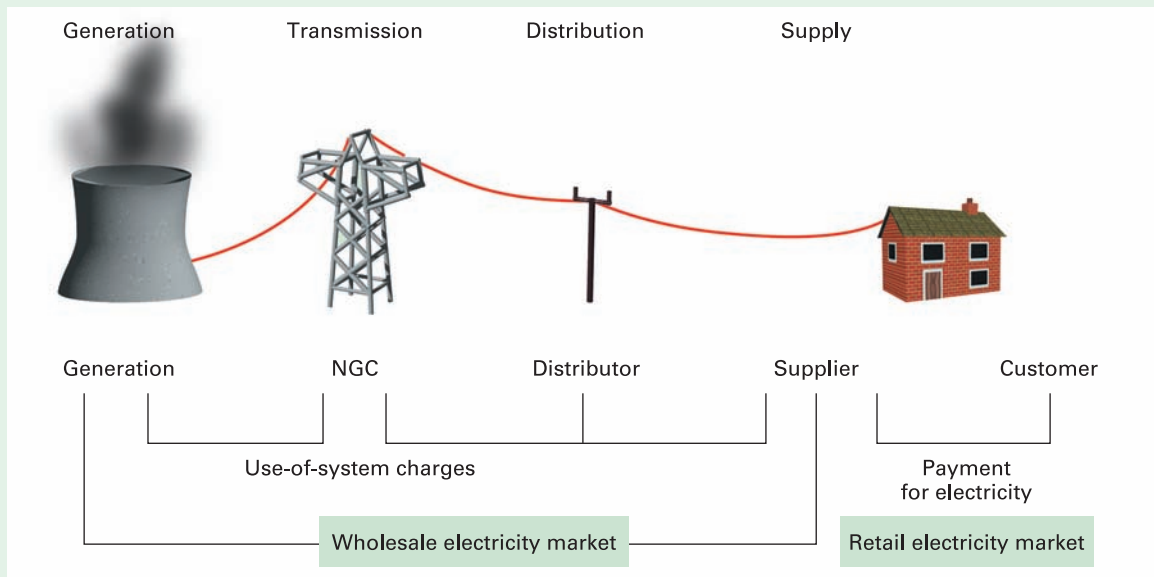 Generation Transmission Distribution Supply
Generation NGC Distributor Supplier Customer
Use-of-system charges
Payment
for electricity
Wholesale electricity market
Retail electricity market